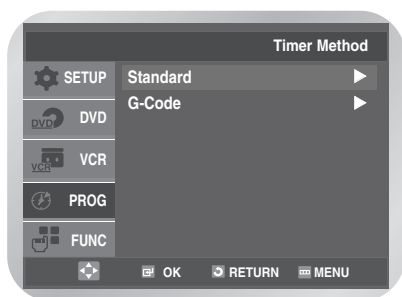 Timer Method
SETUP
Standard
G-Code
DVD
DVD
VCR
VCR
PROG
FUNC
OK
RETURN
MENU